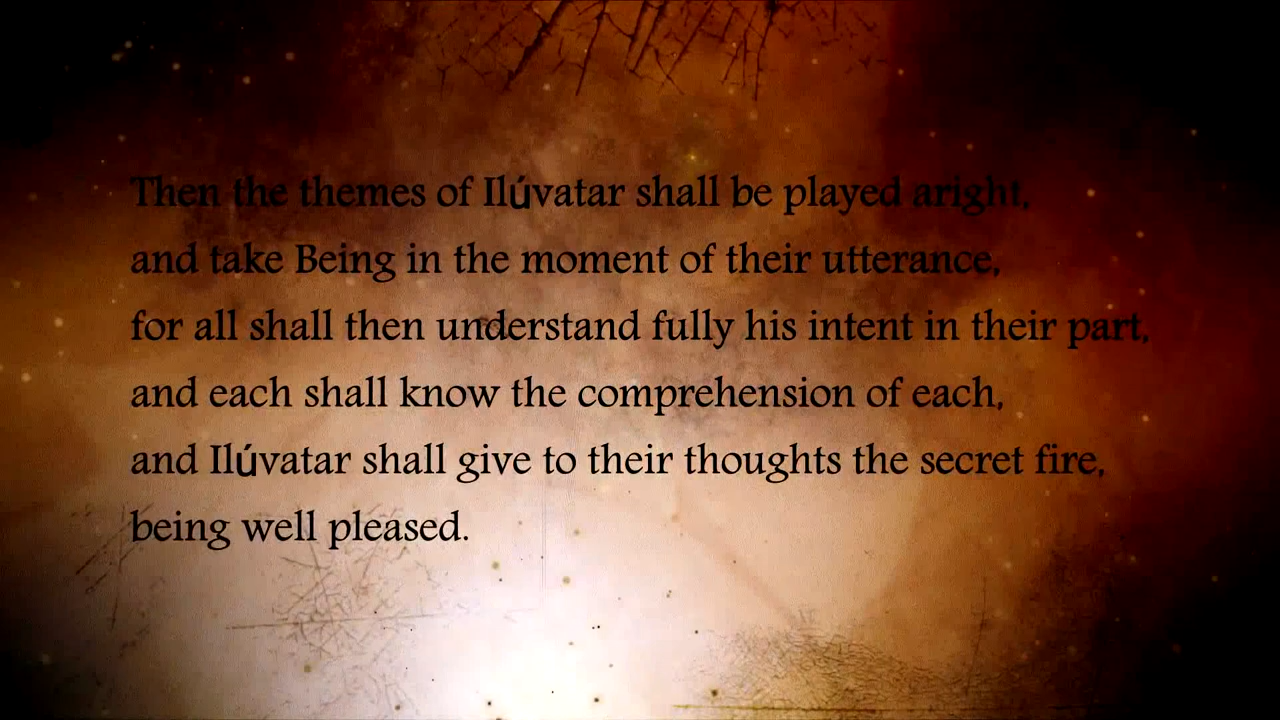 Then the themes of Ilúvatar shall be played aright,
and take Being in the moment of their utterance,
for all shall then understand fully his intent in their part,
and each shall know the comprehension of each,
and Ilúvatar shall give to their thoughts the secret fire,
being well pleased.